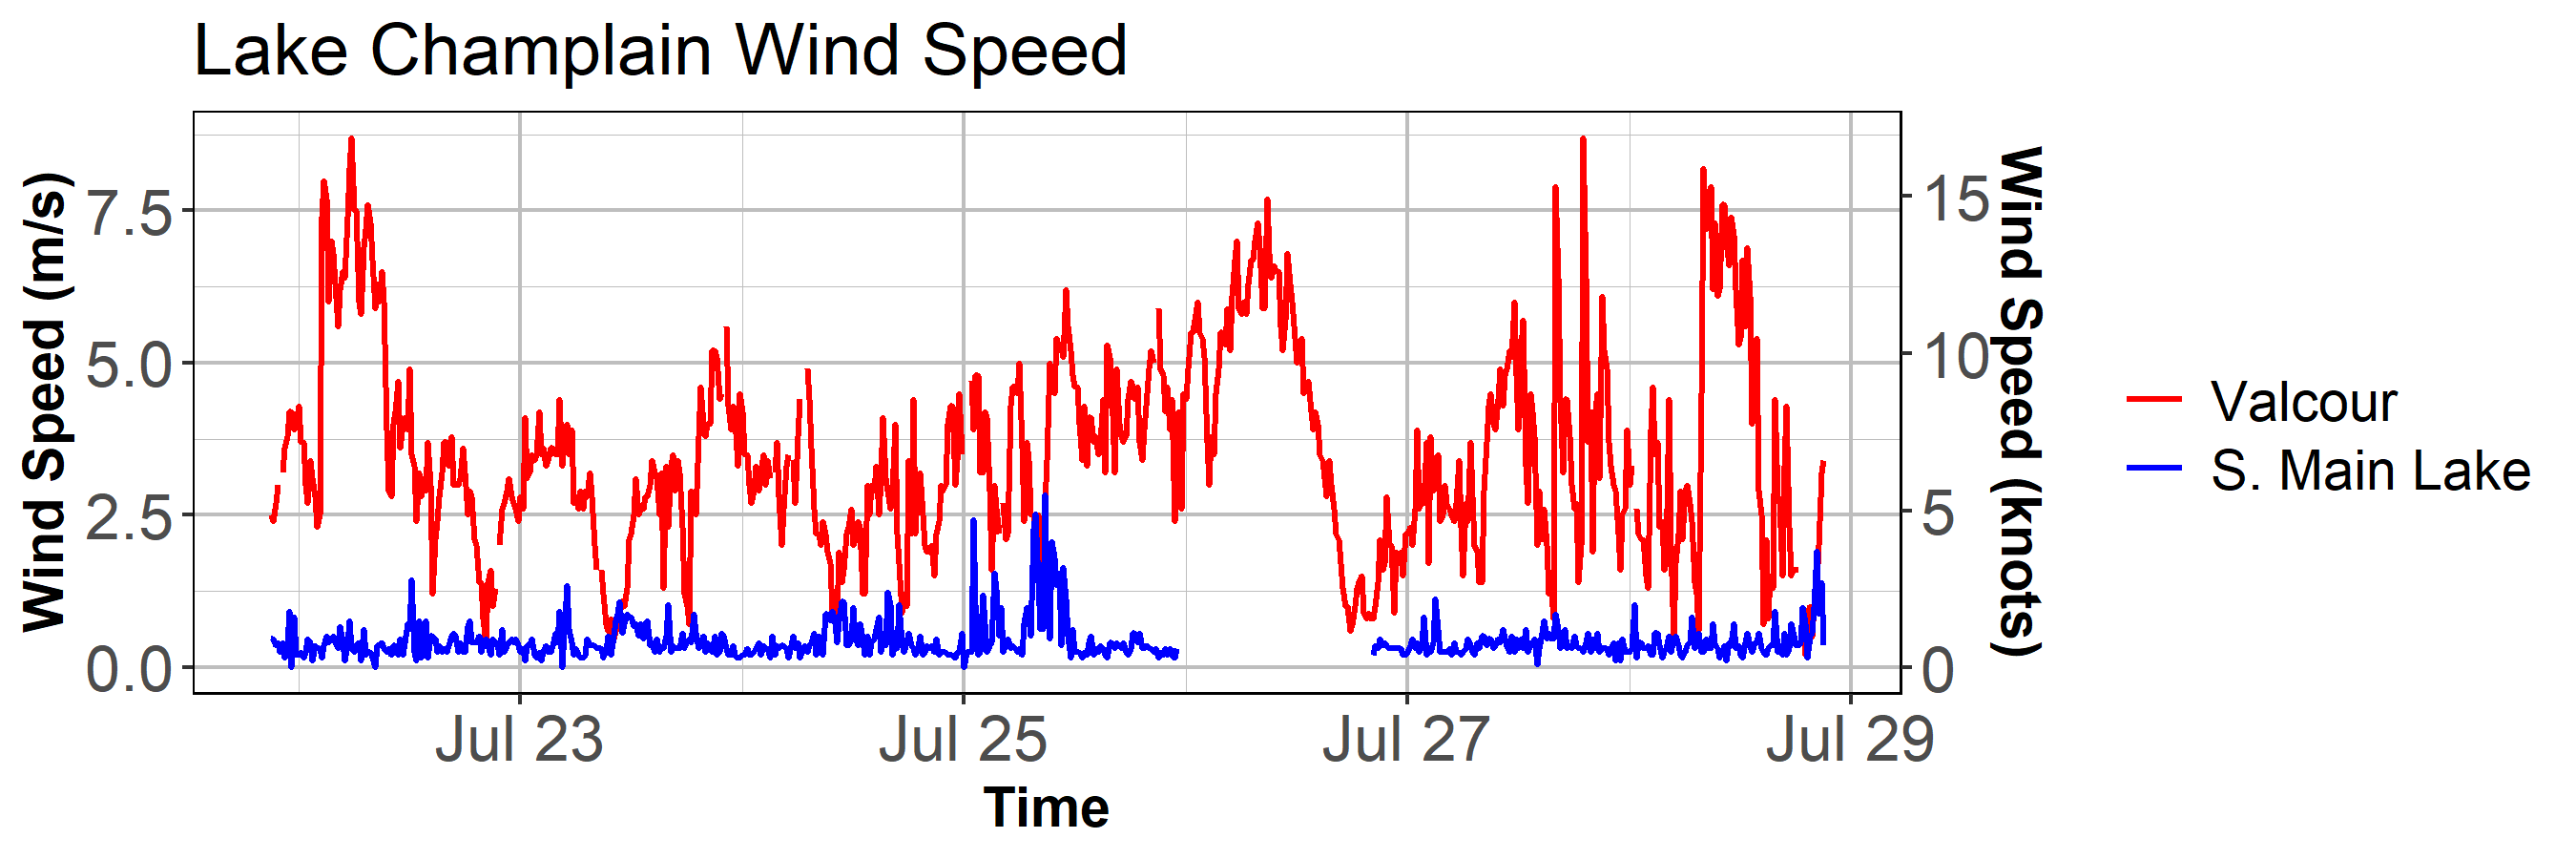 Lake Champlain Wind Speed
Wind Speed (m/s)
7.5
5.0
2.5
0.0
15
10
5
0
Wind Speed (knots)
Jul 23
Jul 25
Jul 27
Jul 29
Time
Valcour
S. Main Lake